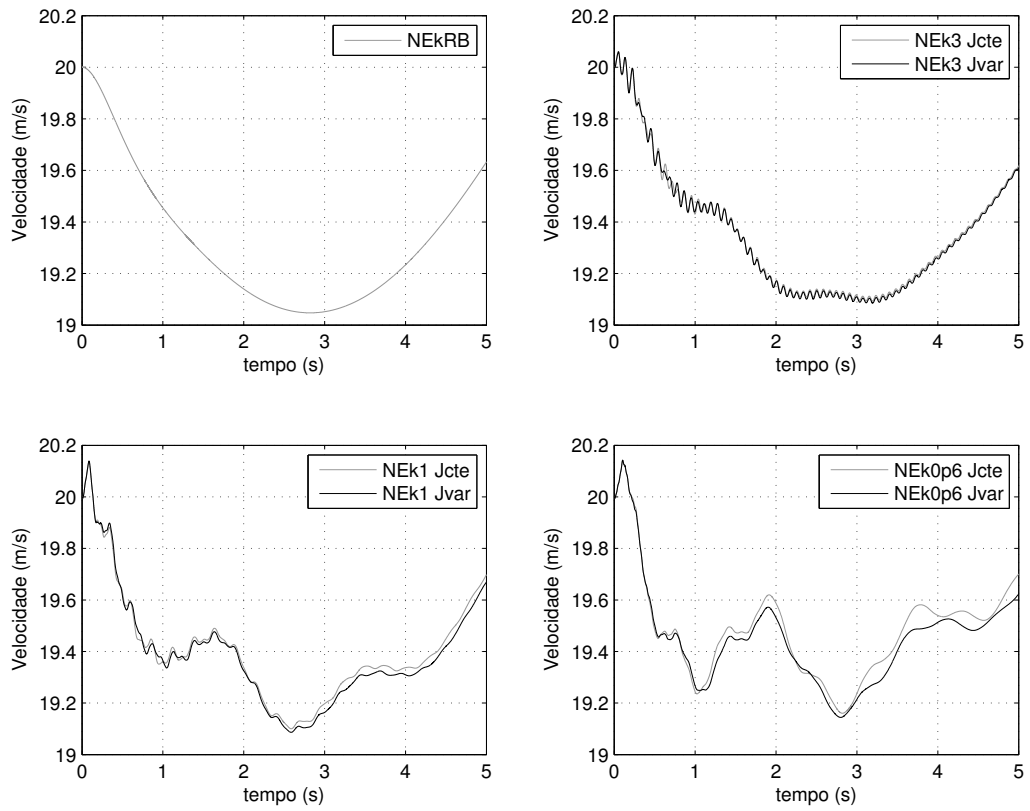 20.2
20
19.8
19.6
19.4
19.2
19
Velocidade (m/s)
0 1 2 3 4 5
tempo (s)
NEkRB
20.2
20
19.8
19.6
19.4
19.2
19
Velocidade (m/s)
0 1 2 3 4 5
tempo (s)
NEk3 Jcte
NEk3 Jvar
20.2
20
19.8
19.6
19.4
19.2
19
Velocidade (m/s)
0 1 2 3 4 5
tempo (s)
NEk1 Jcte
NEk1 Jvar
20.2
20
19.8
19.6
19.4
19.2
19
Velocidade (m/s)
0 1 2 3 4 5
tempo (s)
NEk0p6 Jcte
NEk0p6 Jvar